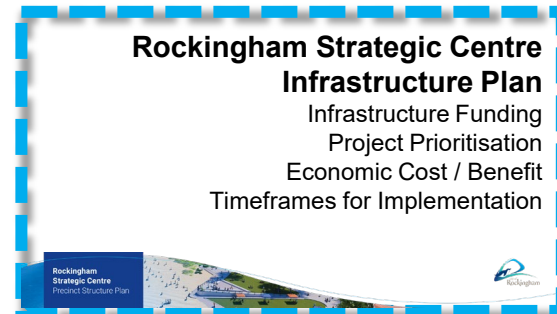 Rockingham Strategic Centre
Infrastructure Plan
Infrastructure Funding
Project Prioritisation
Economic Cost / Benefit
Timeframes for Implementation
Rockingham
Strategic Centre
Precinct Structure Plan
Rockingham